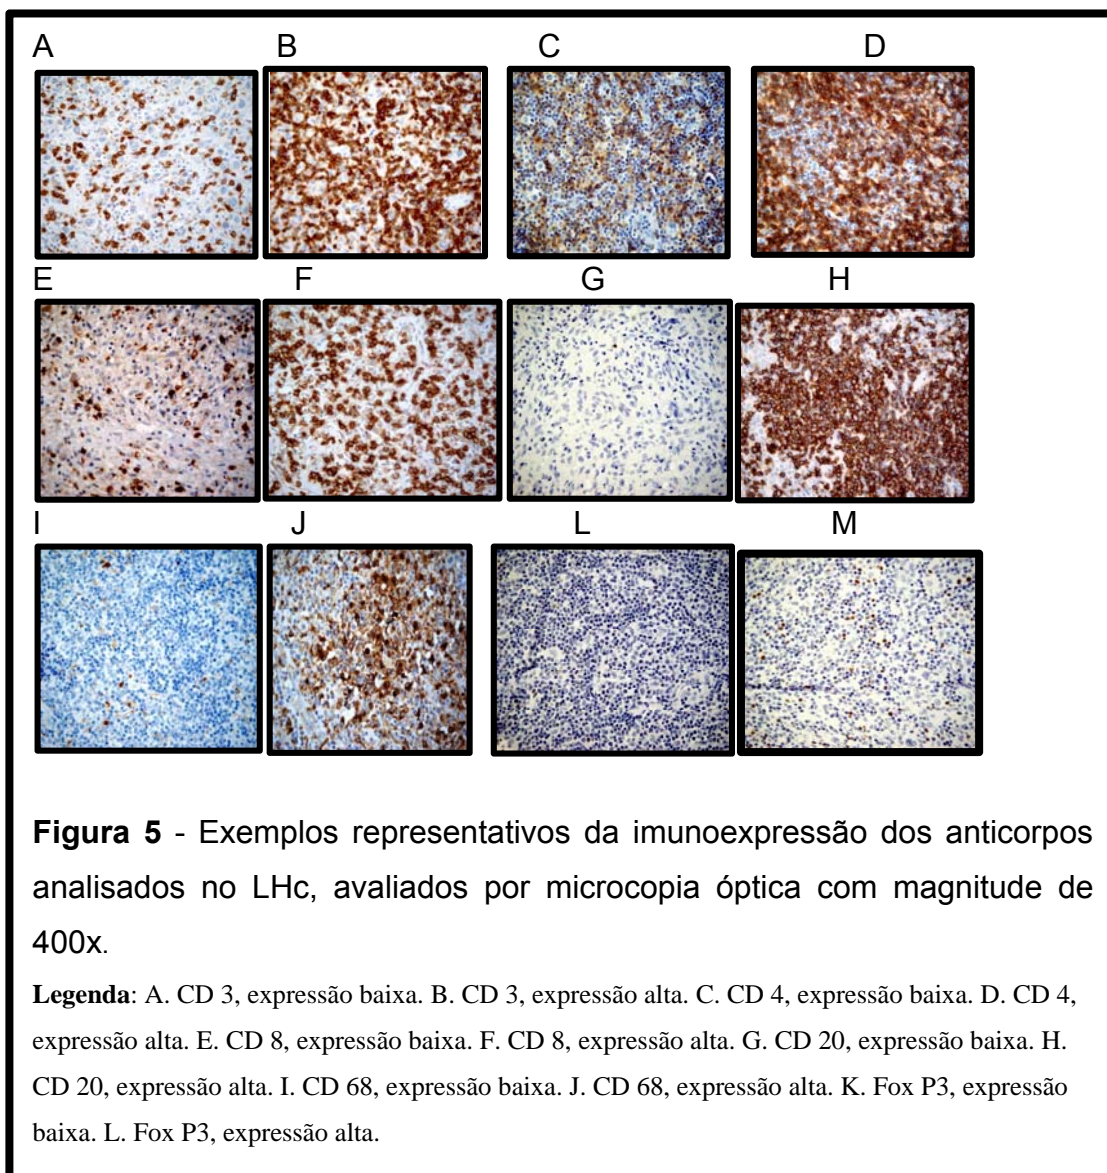 A B C D
E F G H
I J L M
Figura 5 - Exemplos representativos da imunoexpressão dos anticorpos
analisados no LHc, avaliados por microcopia óptica com magnitude de
400x.
Legenda: A. CD 3, expressão baixa. B. CD 3, expressão alta. C. CD 4, expressão baixa. D. CD 4,
expressão alta. E. CD 8, expressão baixa. F. CD 8, expressão alta. G. CD 20, expressão baixa. H.
CD 20, expressão alta. I. CD 68, expressão baixa. J. CD 68, expressão alta. K. Fox P3, expressão
baixa. L. Fox P3, expressão alta.